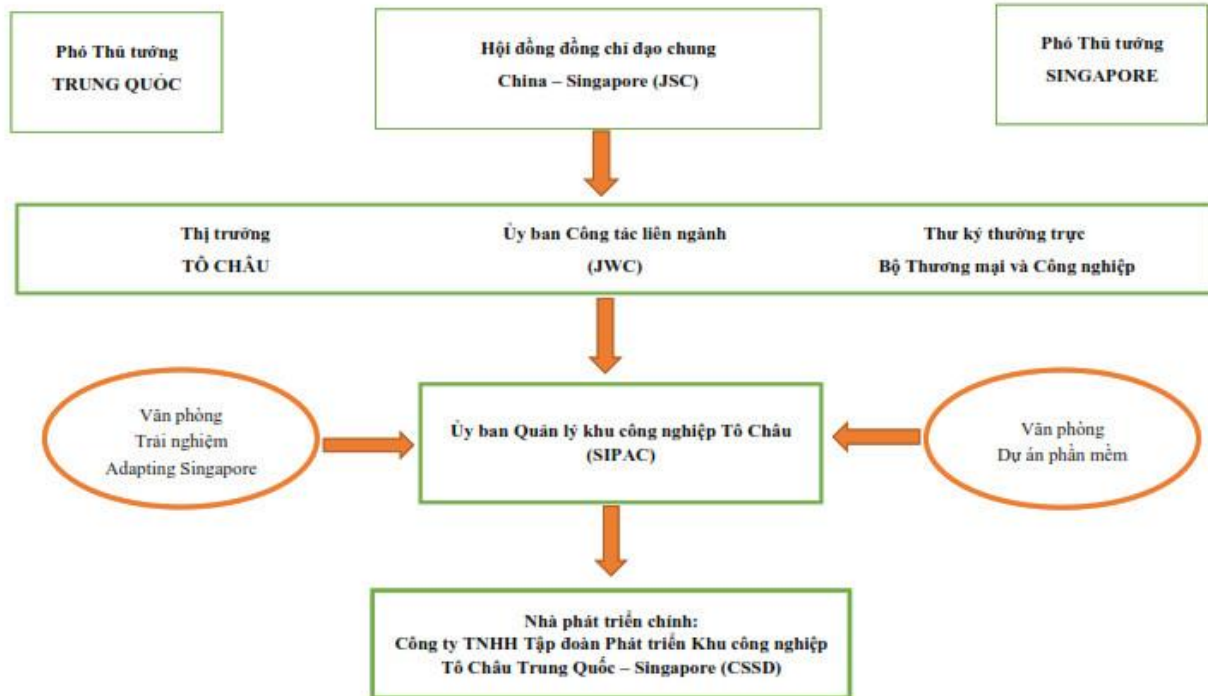 Phó Thủ tướng
TRUNG QUỐC
Hội đồng đồng chỉ đạo chung
China – Singapore (JSC)
Phó Thủ tướng
SINGAPORE
Thị trưởng
TÔ CHÂU
Ủy ban Công tác liên ngành
(JWC)
Thư ký thường trực
Bộ Thương mại và Công nghiệp
Văn phòng
Trải nghiệm
Adapting Singapore
Ủy ban Quản lý khu công nghiệp Tô Châu
(SIPAC)
Văn phòng
Dự án phần mềm
Nhà phát triển chính:
Công ty TNHH Tập đoàn Phát triển Khu công nghiệp
Tô Châu Trung Quốc – Singapore (CSSD)